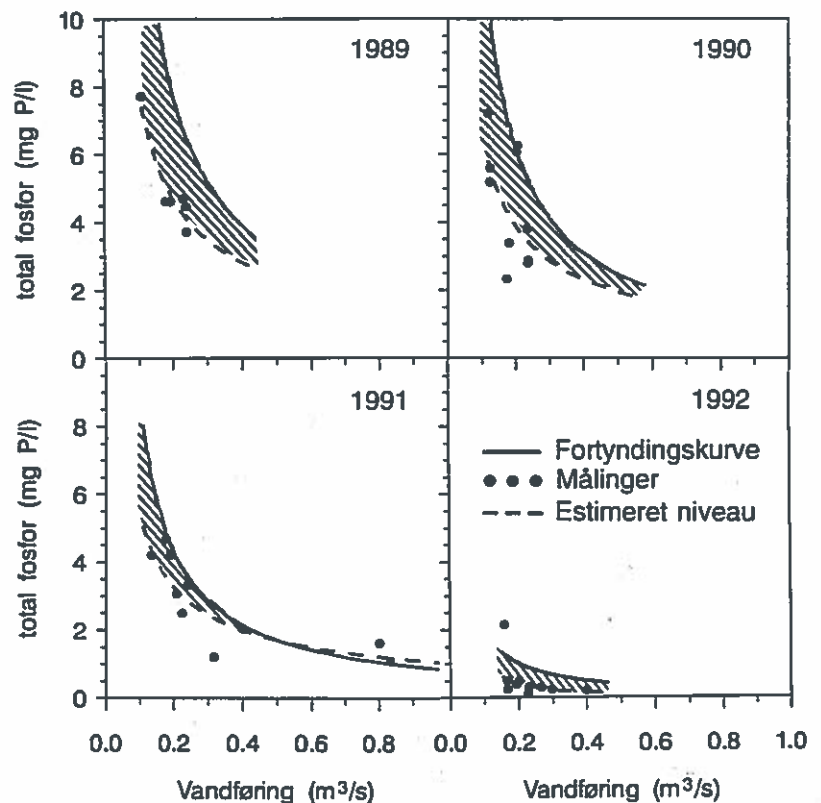 total fosfor (mg P/l)
10
8
6
4
2
0
1989
1990
total fosfor (mg P/l)
8
6
4
2
0
1991
1992
Fortyndingskurve
Målinger
Estimeret niveau
0.0 0.2 0.4 0.6 0.8 0.0 0.2 0.4 0.6 0.8 1.0
Vandføring (m³/s) Vandføring (m³/s)